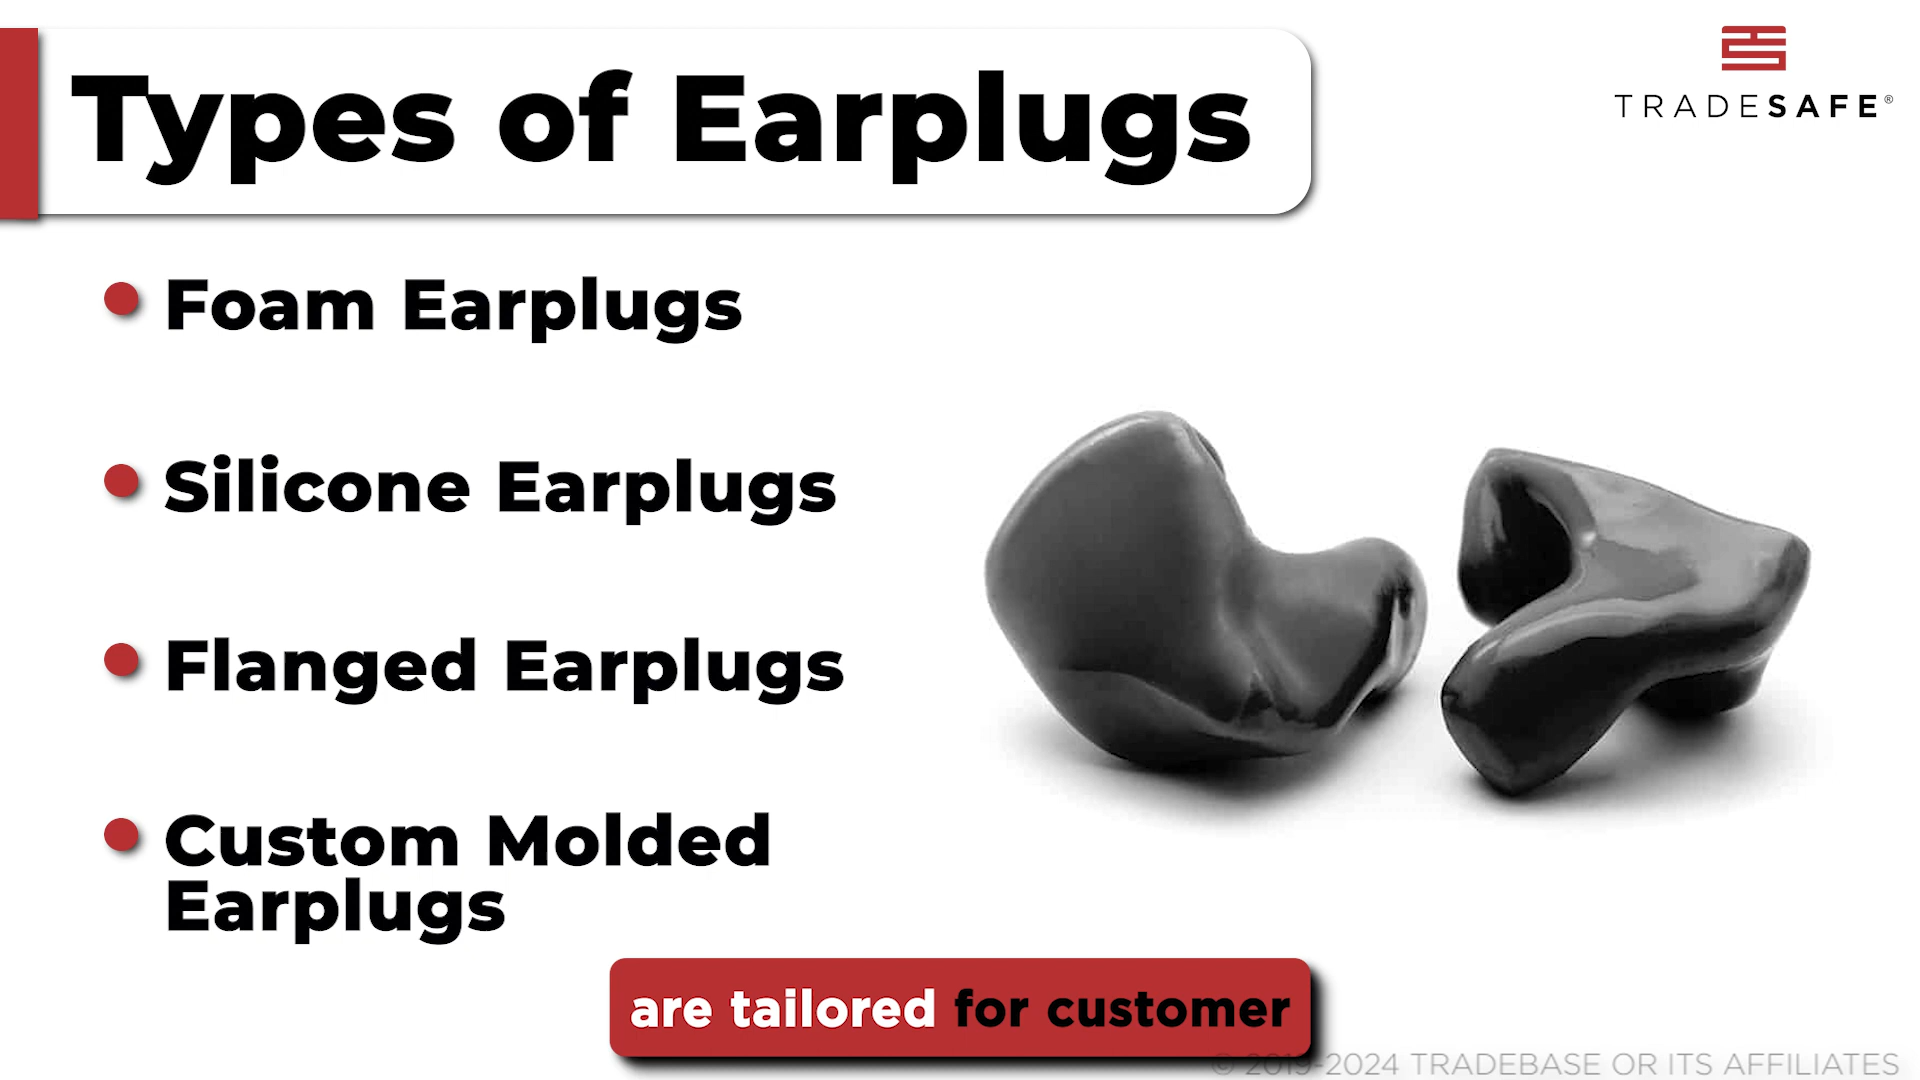 Types of Earplugs
TRADESAFE®
Foam Earplugs
Silicone Earplugs
Flanged Earplugs
Custom Molded
Earplugs
are tailored for customer
© 2019-2024 TRADEBASE OR ITS AFFILIATES